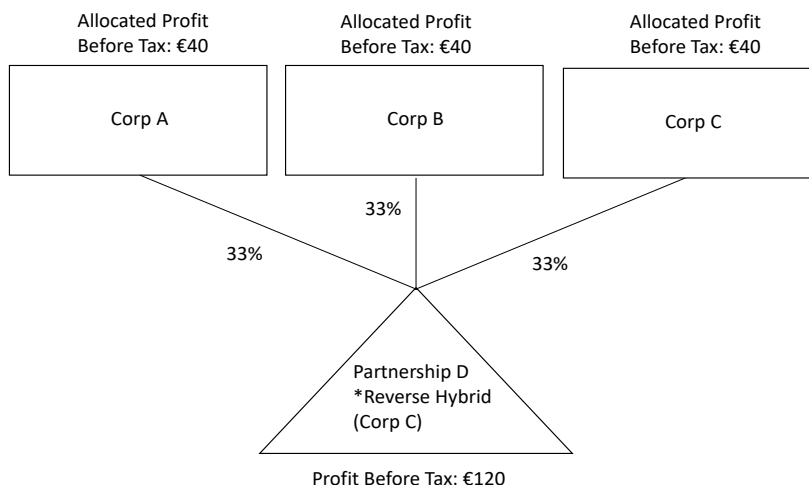 Allocated Profit
Before Tax: €40
Allocated Profit
Before Tax: €40
Allocated Profit
Before Tax: €40
Corp A
Corp B
Corp C
33%
33%
33%
Partnership D
*Reverse Hybrid
(Corp C)
Profit Before Tax: €120